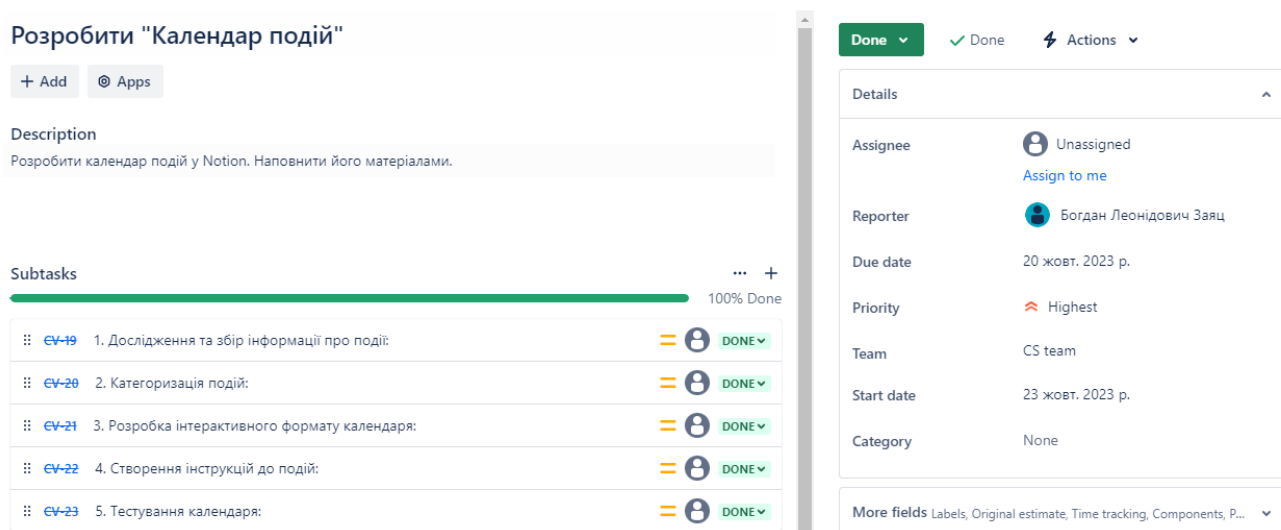 Розробити "Календар подій"
+ Add
Apps
Description
Розробити календар подій у Notion. Наповнити його матеріалами.
Subtasks
100% Done
CV-19 1. Дослідження та збір інформації про події: DONE
CV-20 2. Категоризація подій: DONE
CV-21 3. Розробка інтерактивного формату календаря: DONE
CV-22 4. Створення інструкцій до подій: DONE
CV-23 5. Тестування календаря: DONE
Done Done Actions
Details
Assignee Unassigned
Assign to me
Reporter Богдан Леонідович Заяц
Due date 20 жовт. 2023 р.
Priority Highest
Team CS team
Start date 23 жовт. 2023 р.
Category None
More fields Labels, Original estimate, Time tracking, Components, P...